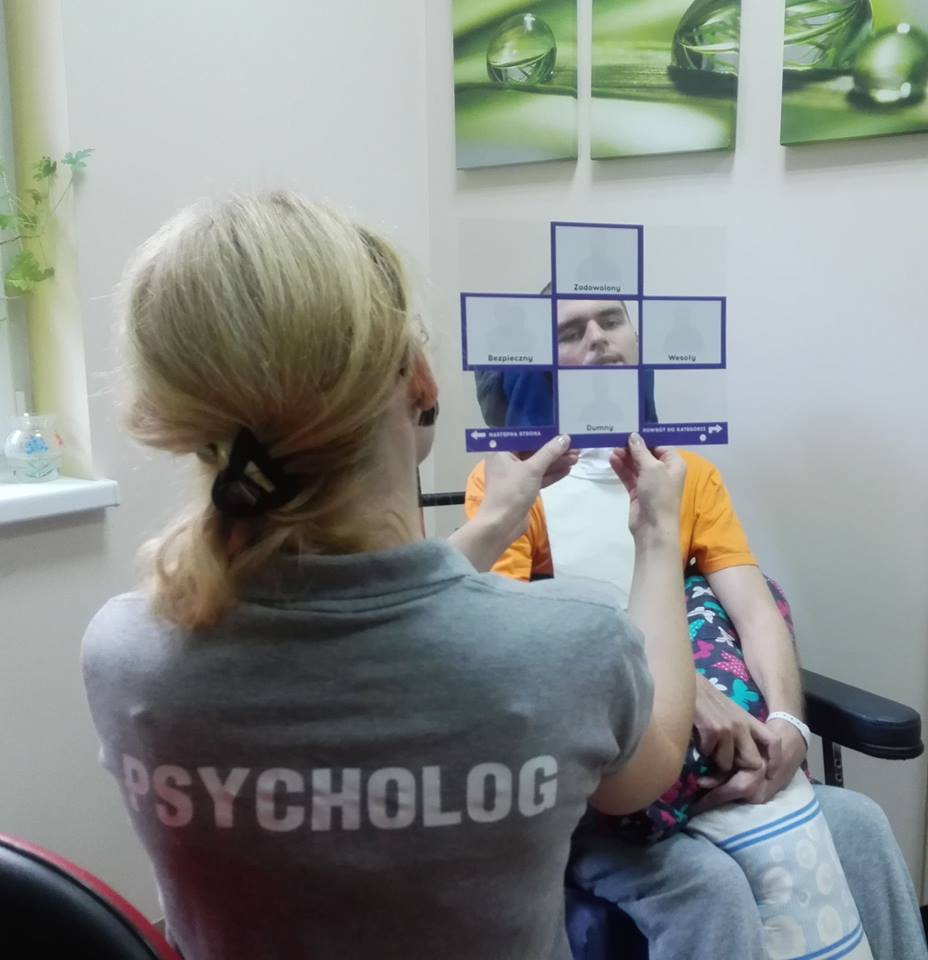 Zadowolony
Bezpieczny
Wesoły
Dumny
NASTĘPNA STRONA
POWRÓT DO KATEGORII
PSYCHOLOG